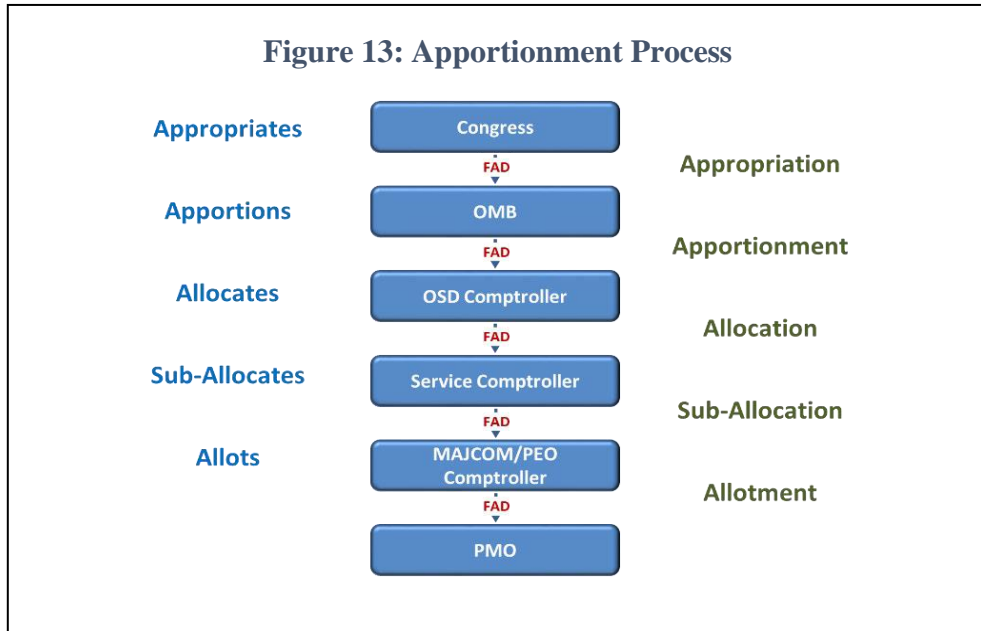 Figure 13: Apportionment Process
Appropriates
Congress
FAD
Appropriation
Apportions
OMB
FAD
Apportionment
Allocates
OSD Comptroller
FAD
Allocation
Sub-Allocates
Service Comptroller
FAD
Sub-Allocation
Allots
MAJCOM/PEO
Comptroller
FAD
Allotment
PMO